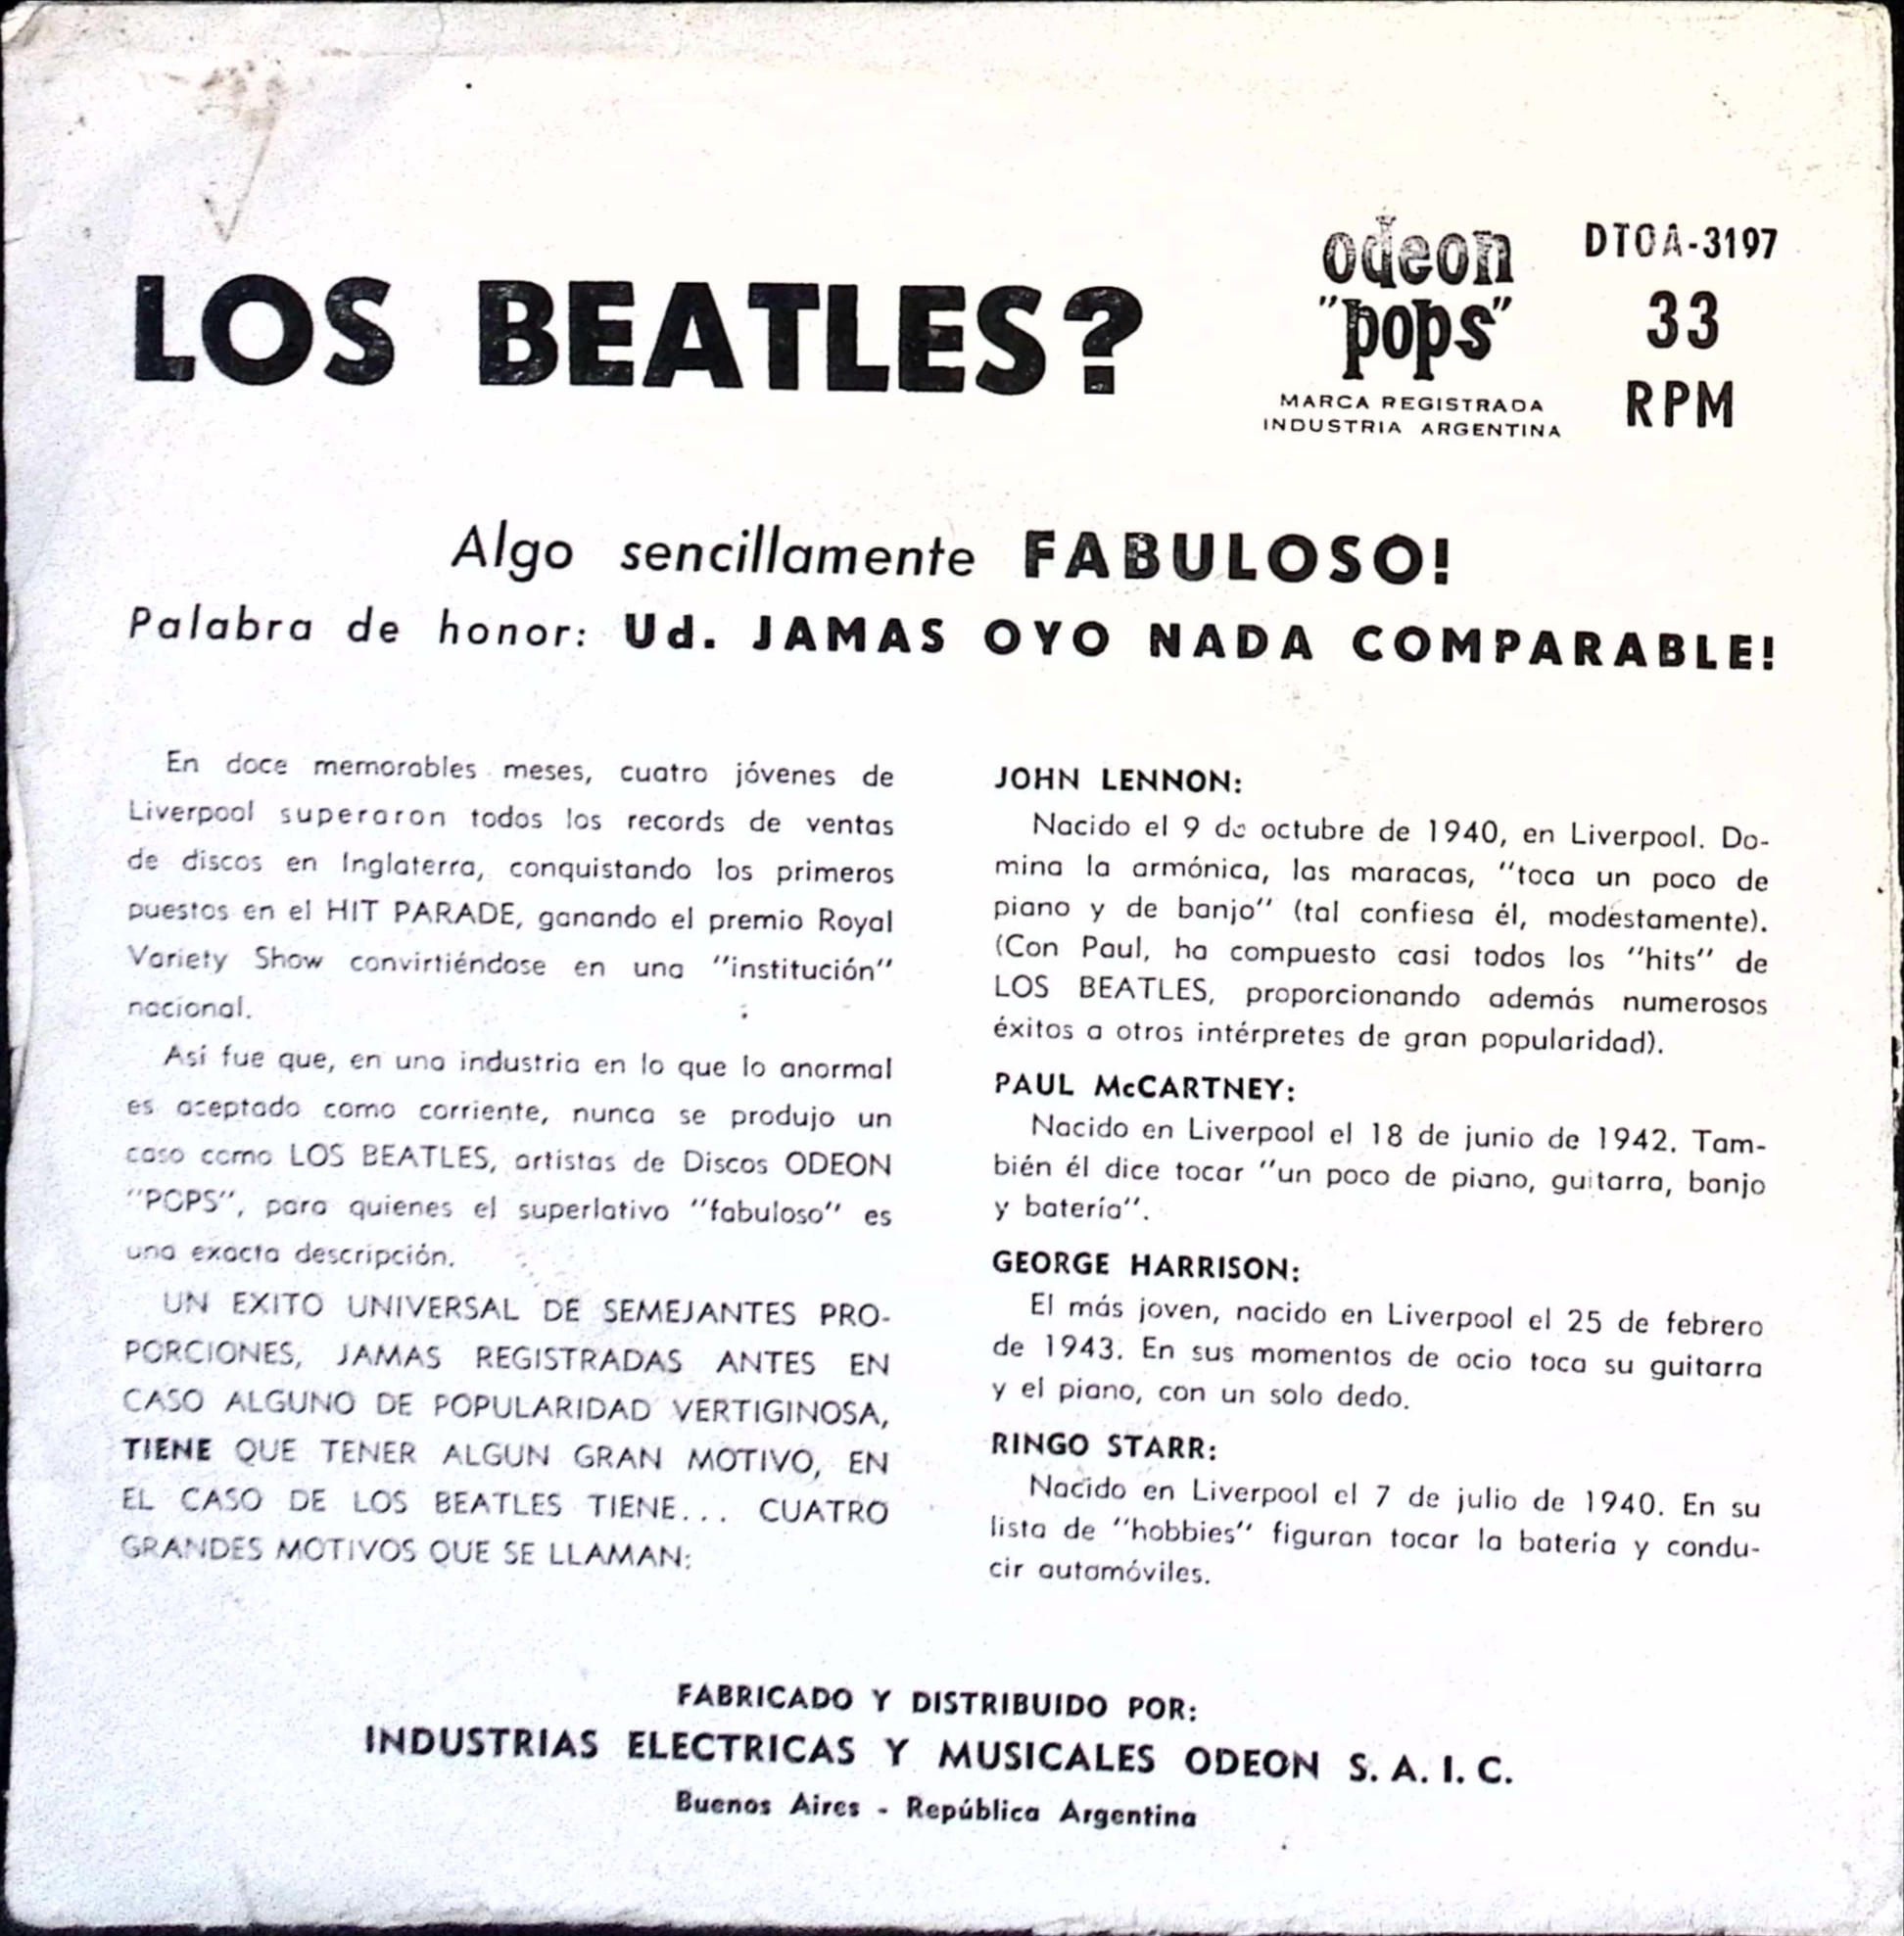 LOS BEATLES?
odeon
"pops"
MARCA REGISTRADA
INDUSTRIA ARGENTINA
DTOA-3197
33
RPM
Algo sencillamente FABULOSO!
Palabra de honor: Ud. JAMAS OYO NADA COMPARABLE!
En doce memorables meses, cuatro jóvenes de
Liverpool superaron todos los records de ventas
de discos en Inglaterra, conquistando los primeros
puestos en el HIT PARADE, ganando el premio Royal
Variety Show convirtiéndose en una "institución"
nacional.
Así fue que, en una industria en lo que lo anormal
es aceptado como corriente, nunca se produjo un
caso como LOS BEATLES, artistas de Discos ODEON
"POPS", para quienes el superlativo "fabuloso" es
una exacta descripción.
UN EXITO UNIVERSAL DE SEMEJANTES PRO-
PORCIONES, JAMAS REGISTRADAS ANTES EN
CASO ALGUNO DE POPULARIDAD VERTIGINOSA,
TIENE QUE TENER ALGUN GRAN MOTIVO, EN
EL CASO DE LOS BEATLES TIENE... CUATRO
GRANDES MOTIVOS QUE SE LLAMAN:
JOHN LENNON:
Nacido el 9 de octubre de 1940, en Liverpool. Do-
mina la armónica, las maracas, "toca un poco de
piano y de banjo" (tal confiesa él, modestamente).
(Con Paul, ha compuesto casi todos los "hits" de
LOS BEATLES, proporcionando además numerosos
éxitos a otros intérpretes de gran popularidad).
PAUL McCARTNEY:
Nacido en Liverpool el 18 de junio de 1942. Tam-
bién él dice tocar "un poco de piano, guitarra, banjo
y batería".
GEORGE HARRISON:
El más joven, nacido en Liverpool el 25 de febrero
de 1943. En sus momentos de ocio toca su guitarra
y el piano, con un solo dedo.
RINGO STARR:
Nacido en Liverpool el 7 de julio de 1940. En su
lista de "hobbies" figuran tocar la batería y condu-
cir automóviles.
FABRICADO Y DISTRIBUIDO POR:
INDUSTRIAS ELECTRICAS Y MUSICALES ODEON S. A. I. C.
Buenos Aires - República Argentina